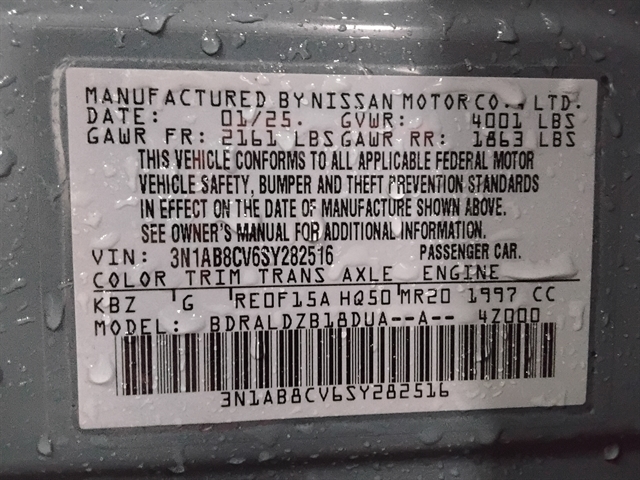 MANUFACTURED BY NISSAN MOTOR CO., LTD.
DATE: 01/25. GVWR: 4001 LBS
GAWR FR: 2161 LBS GAWR RR: 1863 LBS
THIS VEHICLE CONFORMS TO ALL APPLICABLE FEDERAL MOTOR
VEHICLE SAFETY, BUMPER AND THEFT PREVENTION STANDARDS
IN EFFECT ON THE DATE OF MANUFACTURE SHOWN ABOVE.
SEE OWNER'S MANUAL FOR ADDITIONAL INFORMATION.
VIN: 3N1AB8CV6SY282516 PASSENGER CAR.
COLOR TRIM TRANS AXLE ENGINE
KBZ G RE0F15A HQ50 MR20 1997 CC
MODEL: BDRALDZB18DUA--A-- 4Z000
3N1AB8CV6SY282516